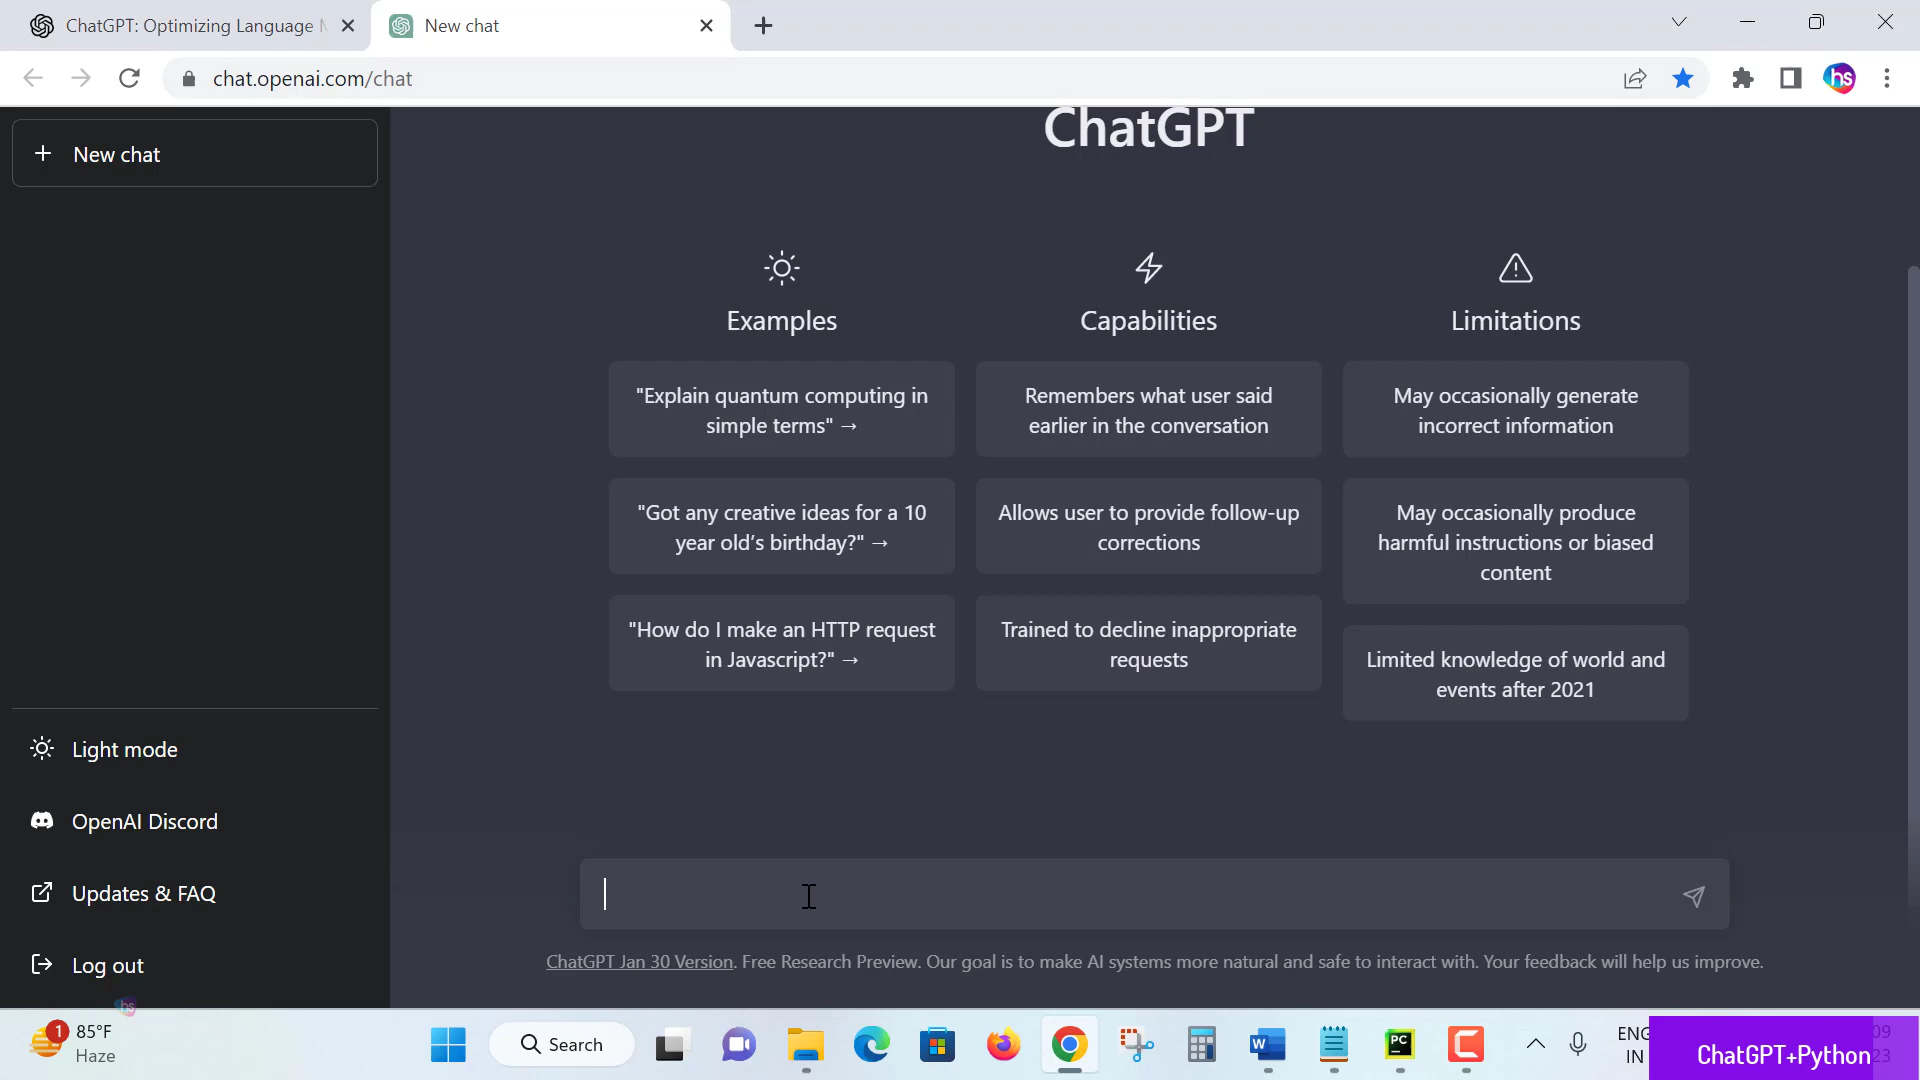 ChatGPT: Optimizing Language
New chat
chat.openai.com/chat
hs
New chat
ChatGPT
Examples
Capabilities
Limitations
"Explain quantum computing in
simple terms" →
Remembers what user said
earlier in the conversation
May occasionally generate
incorrect information
"Got any creative ideas for a 10
year old's birthday?" →
Allows user to provide follow-up
corrections
May occasionally produce
harmful instructions or biased
content
"How do I make an HTTP request
in Javascript?" →
Trained to decline inappropriate
requests
Limited knowledge of world and
events after 2021
Light mode
OpenAI Discord
Updates & FAQ
Log out
ChatGPT Jan 30 Version. Free Research Preview. Our goal is to make AI systems more natural and safe to interact with. Your feedback will help us improve.
hs
1
85°F
Haze
Search
W
PC
ENG
IN
09
23
ChatGPT+Python